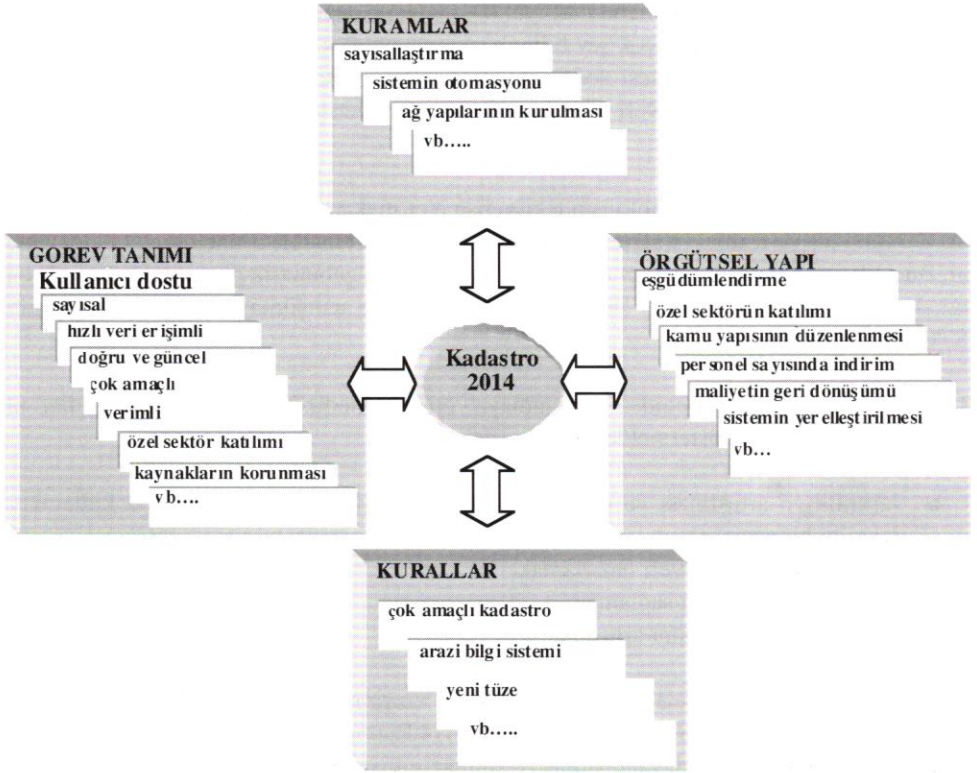 KURAMLAR
sayısallaştırma
sistemin otomasyonu
ağ yapılarının kurulması
vb.....
GOREV TANIMI
Kullanıcı dostu
sayısal
hızlı veri erişimli
doğru ve güncel
çok amaçlı
verimli
özel sektör katılımı
kaynakların korunması
vb....
Kadastro
2014
ÖRGÜTSEL YAPI
eşgüdümlendirme
özel sektörün katılımı
kamu yapısının düzenlenmesi
personel sayısında indirim
maliyetin geri dönüşümü
sistemin yerelleştirilmesi
vb...
KURALLAR
çok amaçlı kadastro
arazi bilgi sistemi
yeni tüze
vb.....